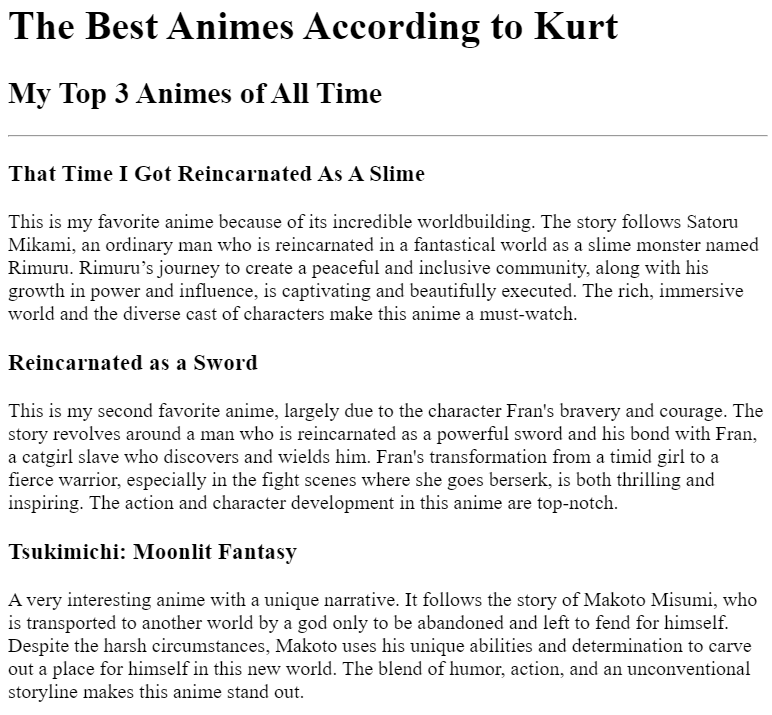 The Best Animes According to Kurt
My Top 3 Animes of All Time
That Time I Got Reincarnated As A Slime
This is my favorite anime because of its incredible worldbuilding. The story follows Satoru
Mikami, an ordinary man who is reincarnated in a fantastical world as a slime monster named
Rimuru. Rimuru’s journey to create a peaceful and inclusive community, along with his
growth in power and influence, is captivating and beautifully executed. The rich, immersive
world and the diverse cast of characters make this anime a must-watch.
Reincarnated as a Sword
This is my second favorite anime, largely due to the character Fran's bravery and courage. The
story revolves around a man who is reincarnated as a powerful sword and his bond with Fran,
a catgirl slave who discovers and wields him. Fran's transformation from a timid girl to a
fierce warrior, especially in the fight scenes where she goes berserk, is both thrilling and
inspiring. The action and character development in this anime are top-notch.
Tsukimichi: Moonlit Fantasy
A very interesting anime with a unique narrative. It follows the story of Makoto Misumi, who
is transported to another world by a god only to be abandoned and left to fend for himself.
Despite the harsh circumstances, Makoto uses his unique abilities and determination to carve
out a place for himself in this new world. The blend of humor, action, and an unconventional
storyline makes this anime stand out.